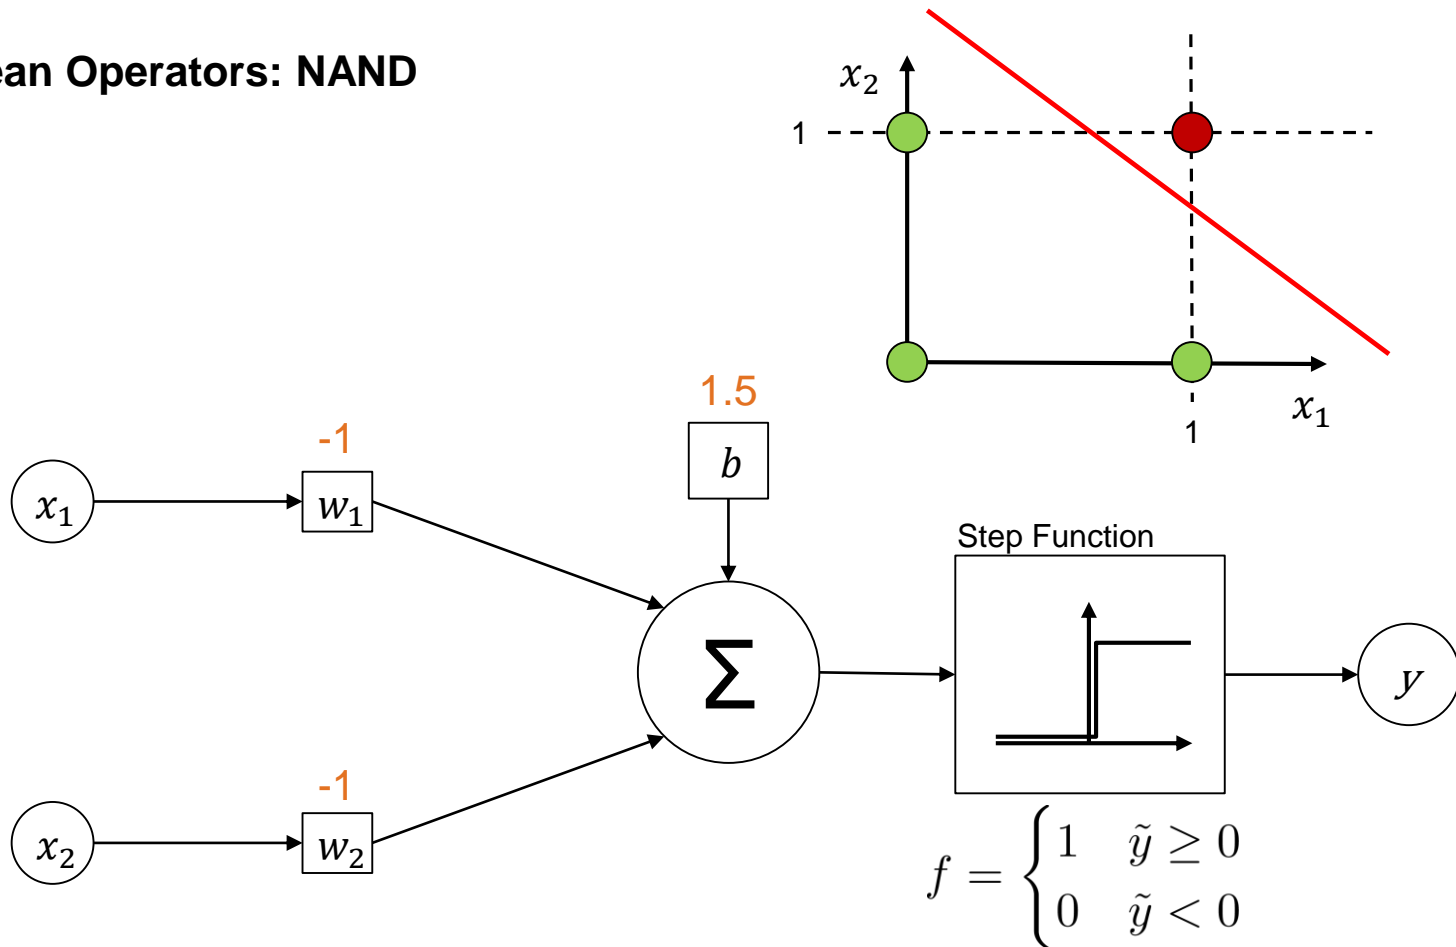 ean Operators: NAND
x₂
1
x₁
1
1.5
b
-1
x₁
w₁
Step Function
Σ
y
-1
x₂
w₂
f = { 1 ỹ ≥ 0
0 ỹ < 0